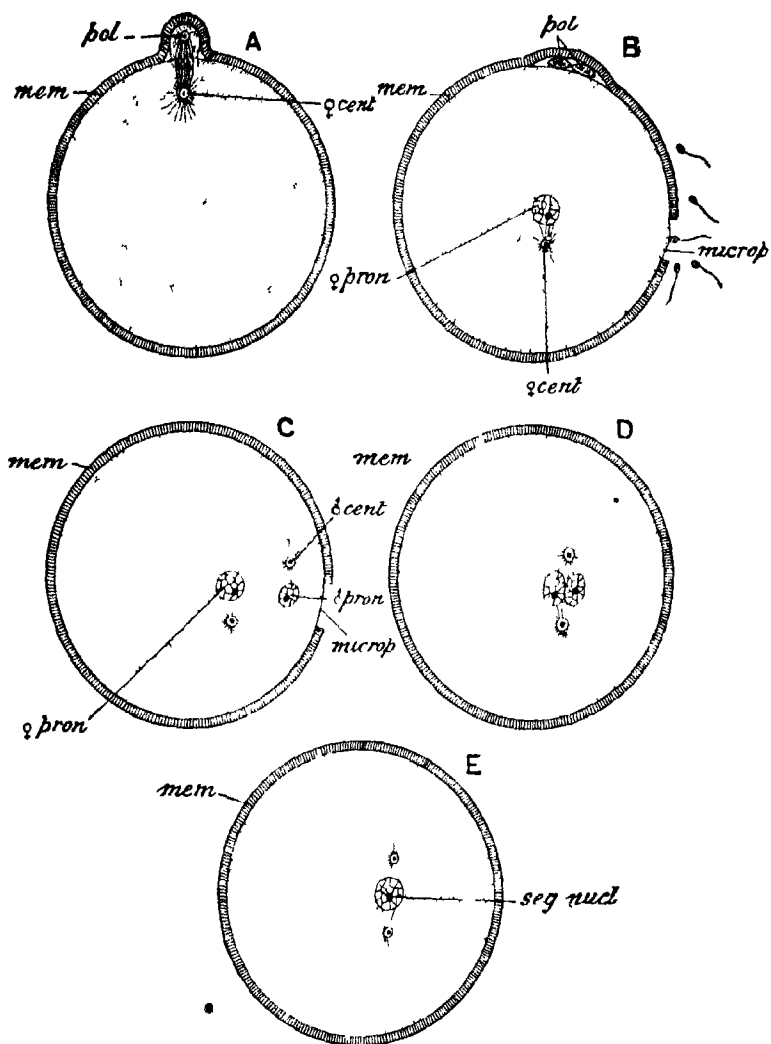 pol
A
mem
♀cent
pol
B
mem
microp
♀pron
♀cent
C
mem
♂cent
♂pron
microp
♀pron
D
mem
E
mem
seg nucl